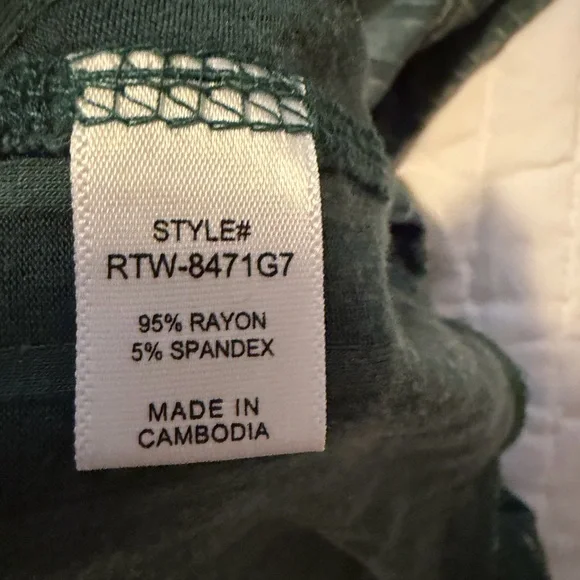 STYLE#
RTW-8471G7
95% RAYON
5% SPANDEX
MADE IN
CAMBODIA